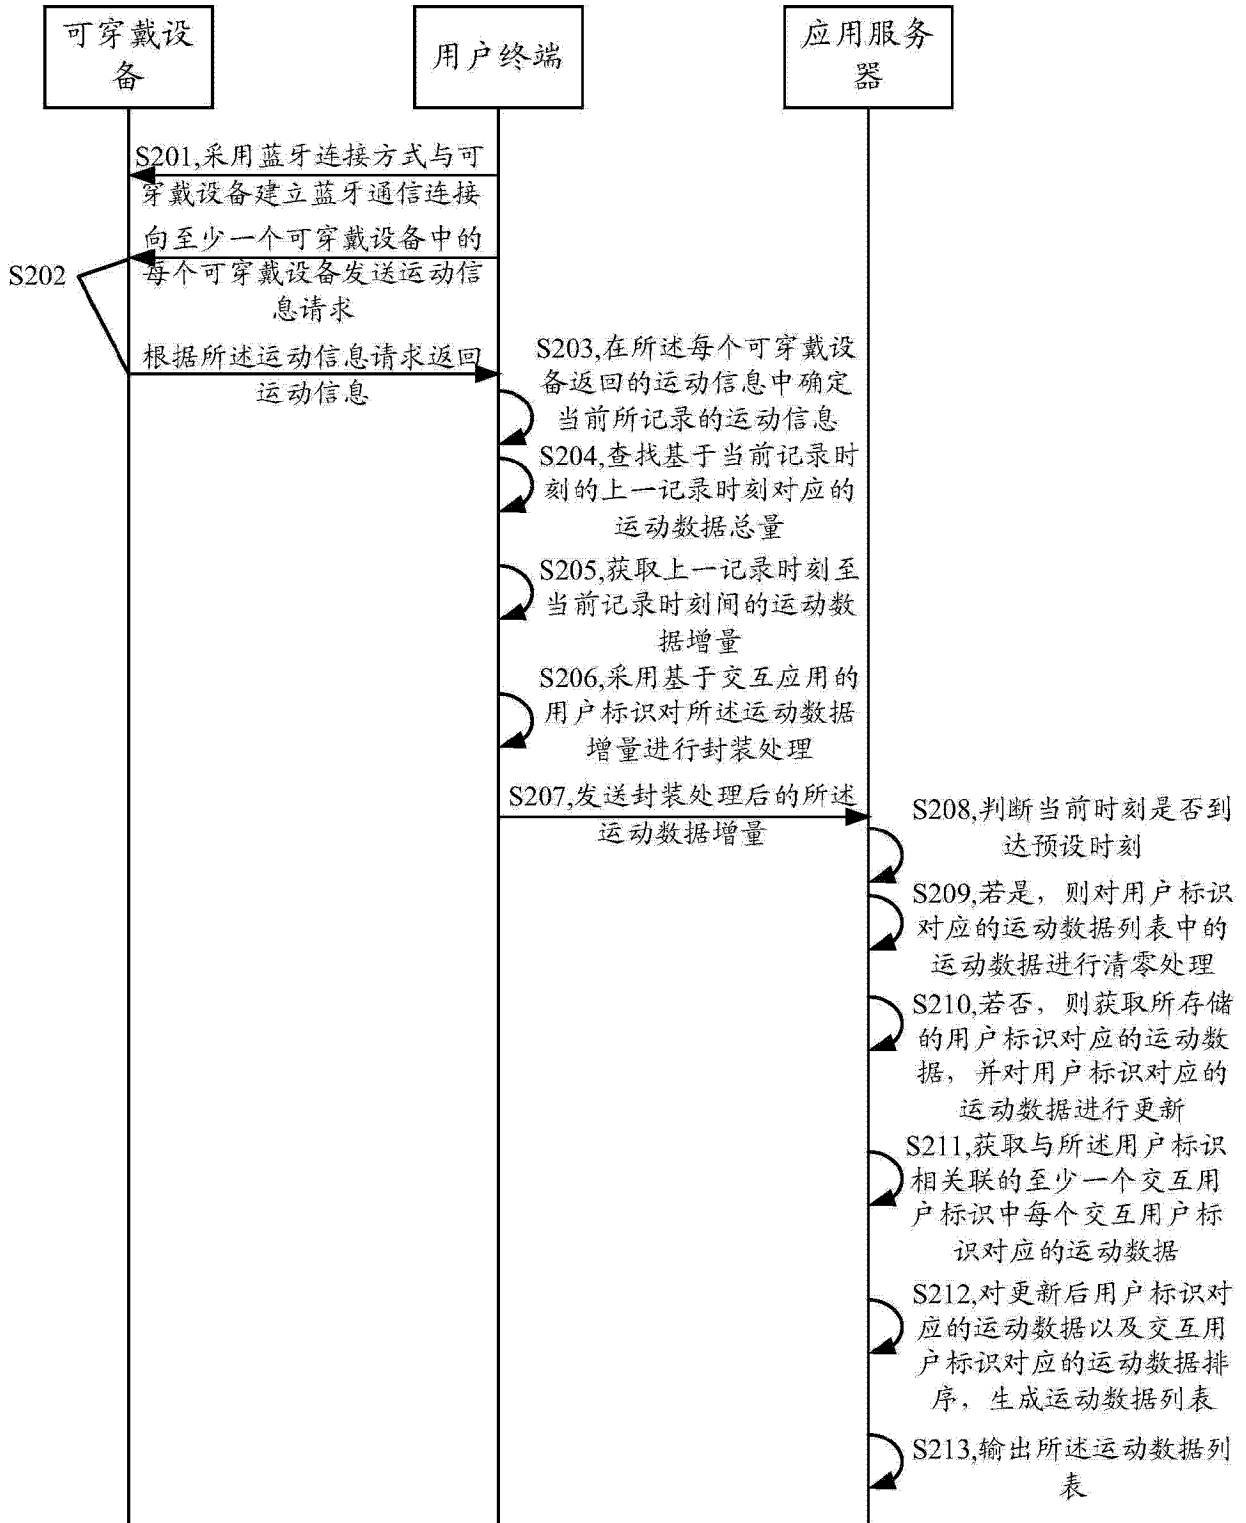 可穿戴设
备
用户终端
应用服务
器
S201,采用蓝牙连接方式与可
穿戴设备建立蓝牙通信连接
向至少一个可穿戴设备中的
每个可穿戴设备发送运动信
息请求
S202
根据所述运动信息请求返回
运动信息
S203,在所述每个可穿戴设
备返回的运动信息中确定
当前所记录的运动信息
S204,查找基于当前记录时
刻的上一记录时刻对应的
运动数据总量
S205,获取上一记录时刻至
当前记录时刻间的运动数
据增量
S206,采用基于交互应用的
用户标识对所述运动数据
增量进行封装处理
S207,发送封装处理后的所述
运动数据增量
S208,判断当前时刻是否到
达预设时刻
S209,若是，则对用户标识
对应的运动数据列表中的
运动数据进行清零处理
S210,若否，则获取所存储
的用户标识对应的运动数
据，并对用户标识对应的
运动数据进行更新
S211,获取与所述用户标识
相关联的至少一个交互用
户标识中每个交互用户标
识对应的运动数据
S212,对更新后用户标识对
应的运动数据以及交互用
户标识对应的运动数据排
序，生成运动数据列表
S213,输出所述运动数据列
表